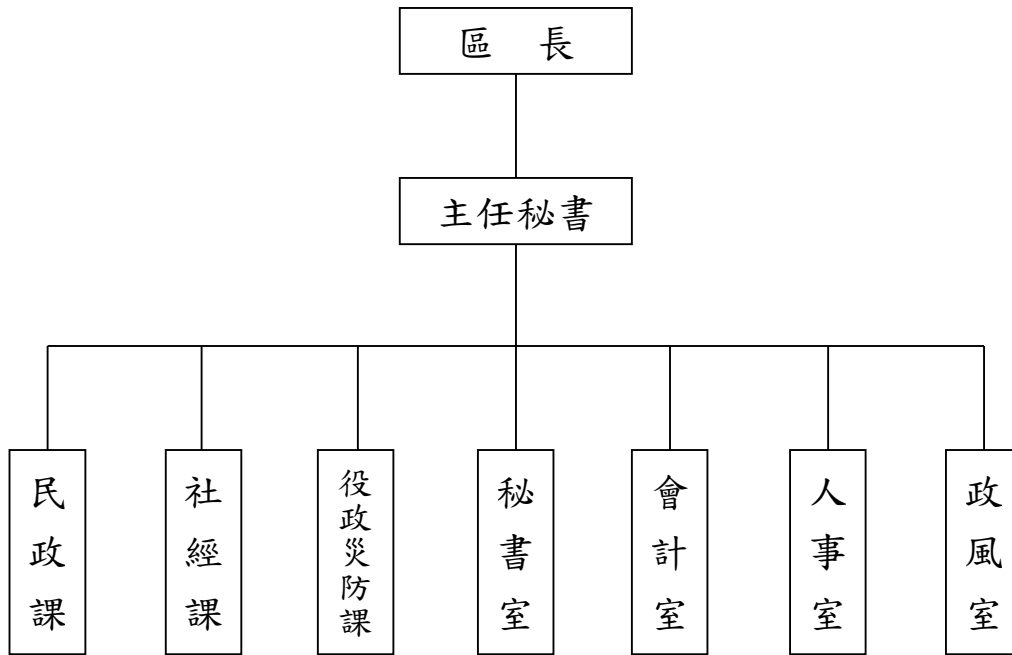 區 長
主任秘書
民政課
社經課
役政災防課
秘書室
會計室
人事室
政風室